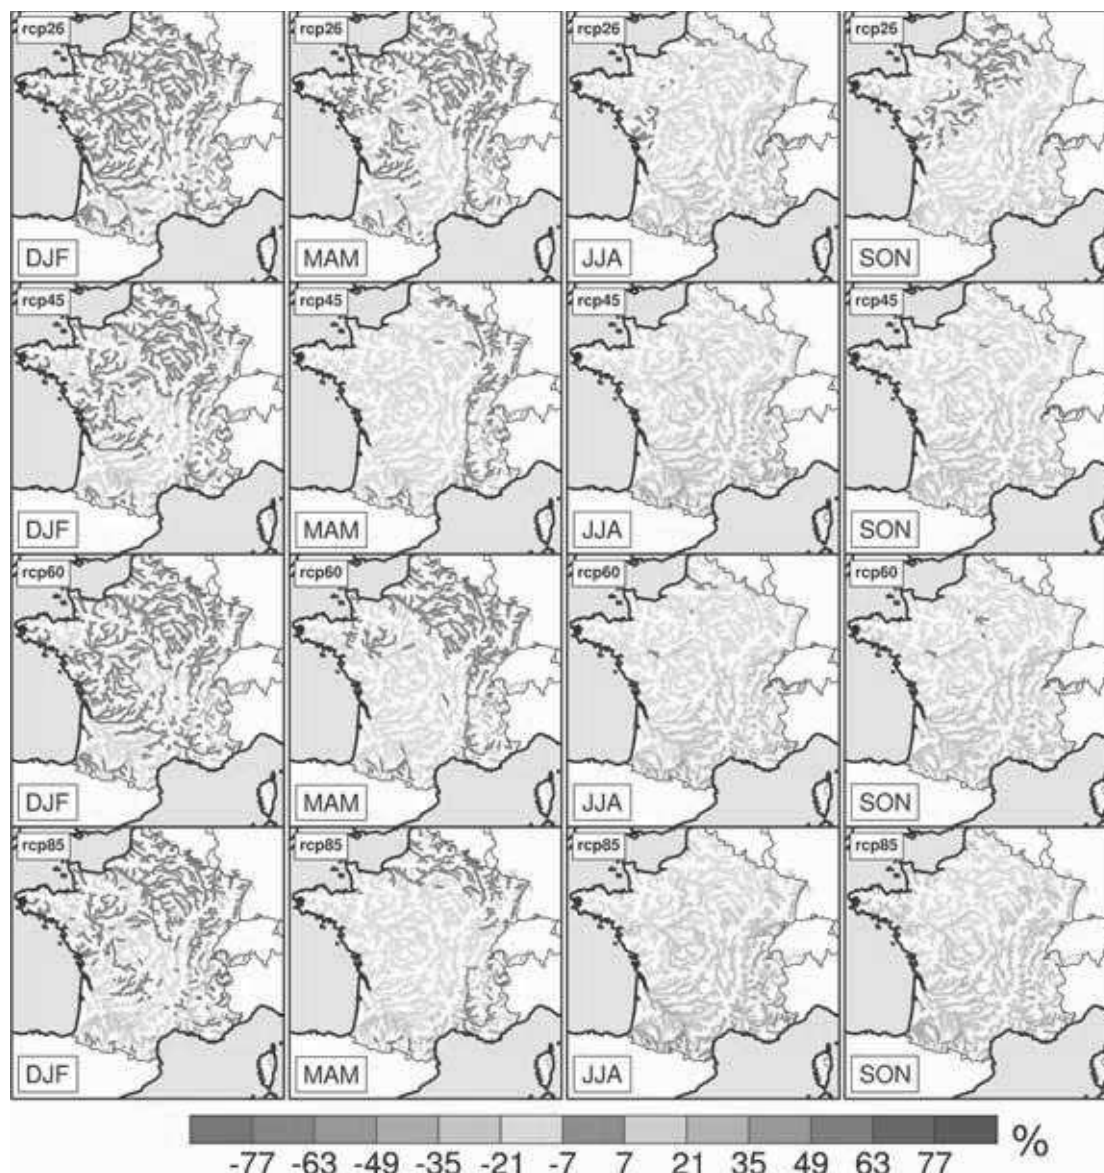 rcp26 rcp26 rcp26 rcp26
DJF MAM JJA SON
rcp45 rcp45 rcp45 rcp45
DJF MAM JJA SON
rcp60 rcp60 rcp60 rcp60
DJF MAM JJA SON
rcp85 rcp85 rcp85 rcp85
DJF MAM JJA SON
-77 -63 -49 -35 -21 -7 7 21 35 49 63 77 %